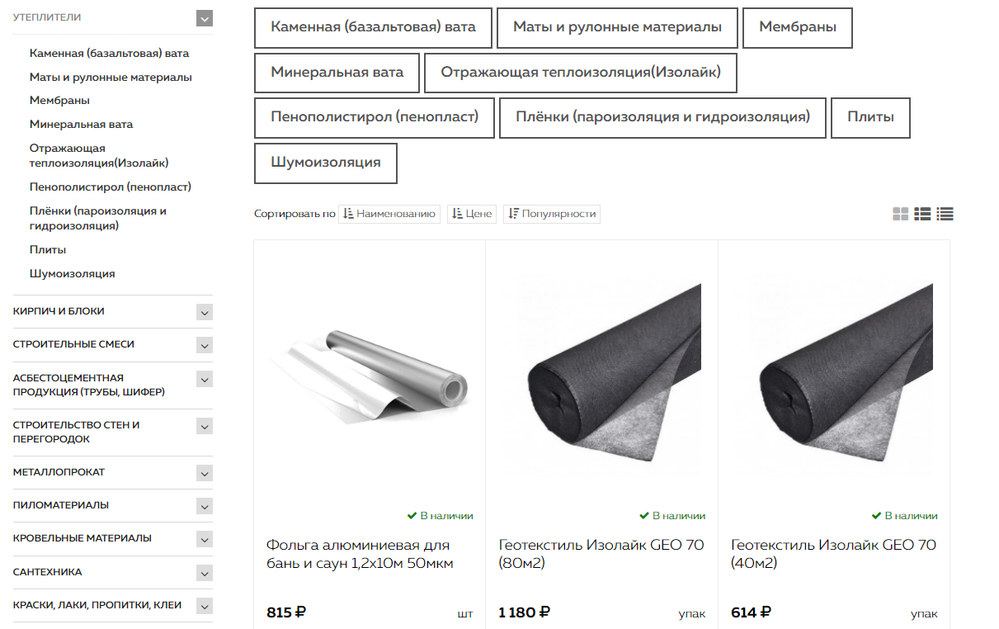 УТЕПЛИТЕЛИ
Каменная (базальтовая) вата
Маты и рулонные материалы
Мембраны
Минеральная вата
Отражающая
теплоизоляция(Изолайк)
Пенополистирол (пенопласт)
Плёнки (пароизоляция и
гидроизоляция)
Плиты
Шумоизоляция
КИРПИЧ И БЛОКИ
СТРОИТЕЛЬНЫЕ СМЕСИ
АСБЕСТОЦЕМЕНТНАЯ
ПРОДУКЦИЯ (ТРУБЫ, ШИФЕР)
СТРОИТЕЛЬСТВО СТЕН И
ПЕРЕГОРОДОК
МЕТАЛЛОПРОКАТ
ПИЛОМАТЕРИАЛЫ
КРОВЕЛЬНЫЕ МАТЕРИАЛЫ
САНТЕХНИКА
КРАСКИ, ЛАКИ, ПРОПИТКИ, КЛЕИ
Каменная (базальтовая) вата
Маты и рулонные материалы
Мембраны
Минеральная вата
Отражающая теплоизоляция(Изолайк)
Пенополистирол (пенопласт)
Плёнки (пароизоляция и гидроизоляция)
Плиты
Шумоизоляция
Сортировать по Наименованию Цене Популярности
В наличии
Фольга алюминиевая для
бань и саун 1,2х10м 50мкм
815 ₽ шт
В наличии
Геотекстиль Изолайк GEO 70
(80м2)
1 180 ₽ упак
В наличии
Геотекстиль Изолайк GEO 70
(40м2)
614 ₽ упак